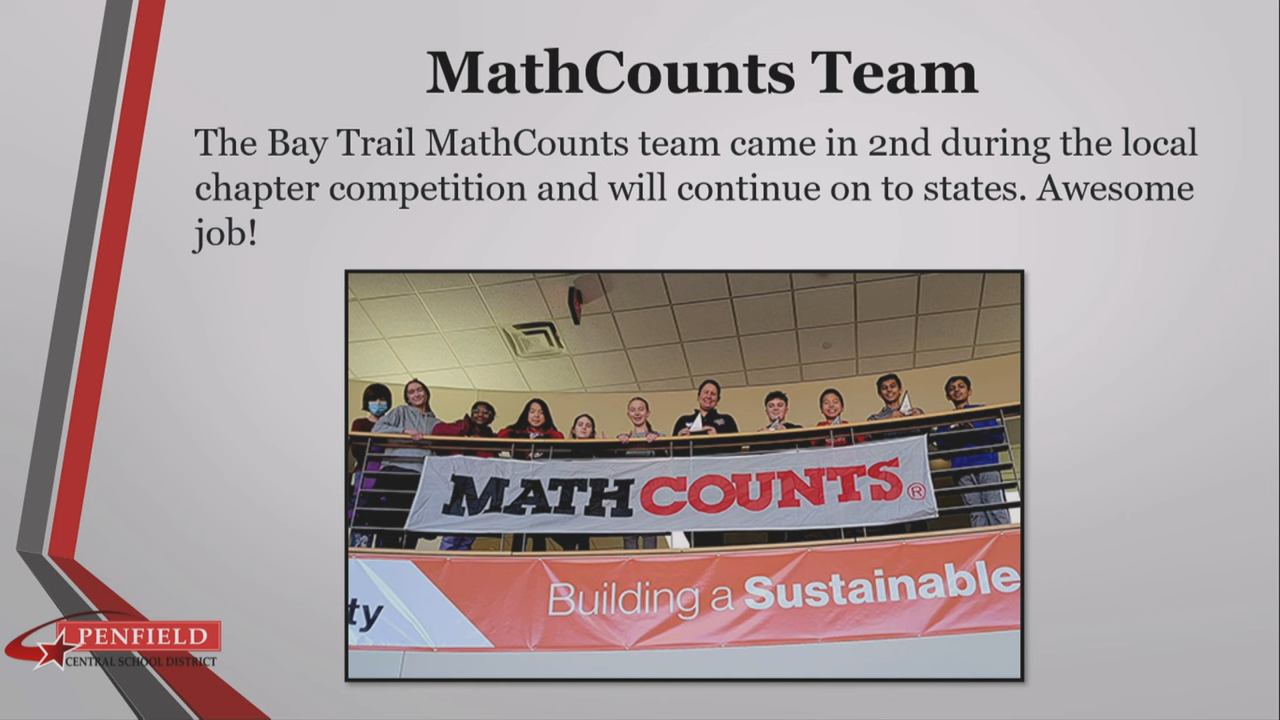 MathCounts Team
The Bay Trail MathCounts team came in 2nd during the local
chapter competition and will continue on to states. Awesome
job!
MATHCOUNTS®
Building a Sustainable
ty
PENFIELD
CENTRAL SCHOOL DISTRICT